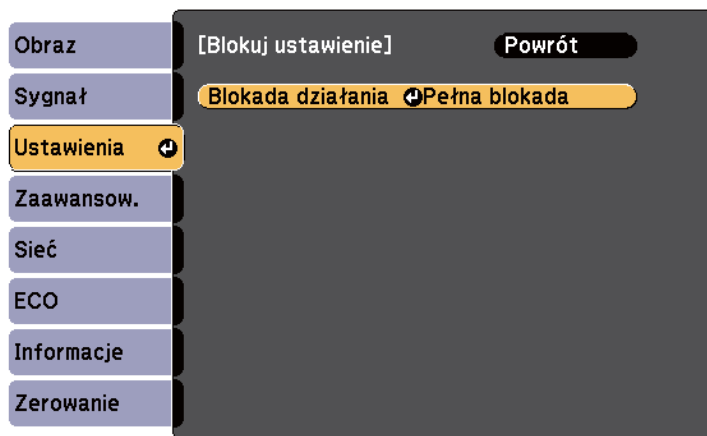 Obraz
Sygnał
Ustawienia
Zaawansow.
Sieć
ECO
Informacje
Zerowanie
[Blokuj ustawienie] Powrót
Blokada działania Pełna blokada